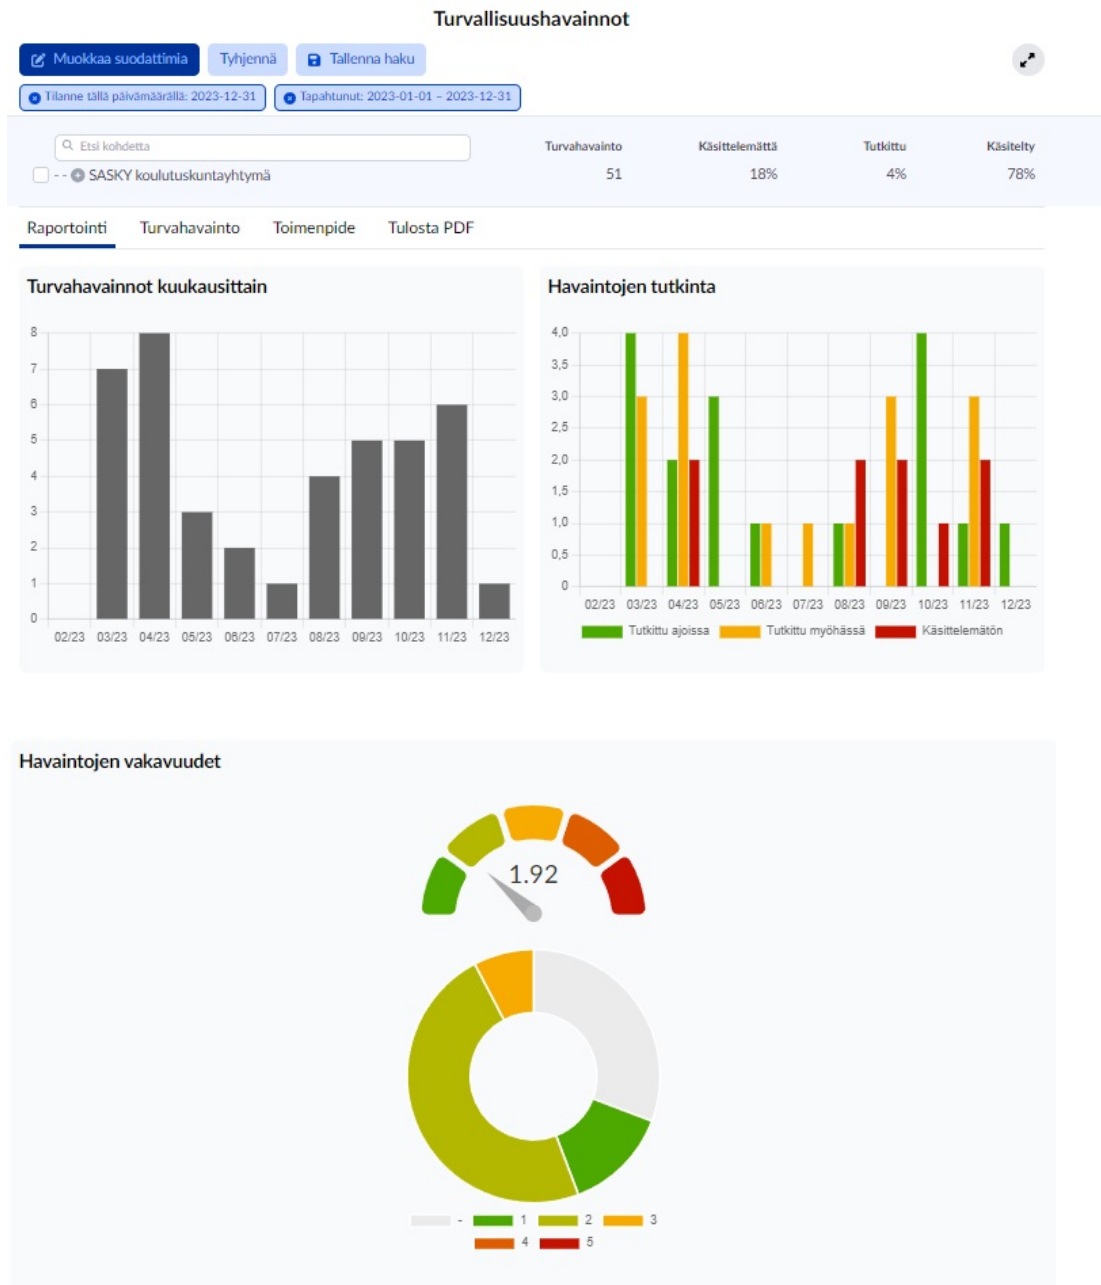 Turvallisuushavainnot
Muokkaa suodattimia Tyhjennä Tallenna haku
Tilanne tällä päivämäärällä: 2023-12-31 Tapahtunut: 2023-01-01 – 2023-12-31
Etsi kohdetta Turvahavainto Käsittelemättä Tutkittu Käsitelty
- - SASKY koulutuskuntayhtymä 51 18% 4% 78%
Raportointi Turvahavainto Toimenpide Tulosta PDF
Turvahavainnot kuukausittain
8
7
6
5
4
3
2
1
0
02/23 03/23 04/23 05/23 06/23 07/23 08/23 09/23 10/23 11/23 12/23
Havaintojen tutkinta
4,0
3,5
3,0
2,5
2,0
1,5
1,0
0,5
0
02/23 03/23 04/23 05/23 06/23 07/23 08/23 09/23 10/23 11/23 12/23
Tutkittu ajoissa Tutkittu myöhässä Käsittelemätön
Havaintojen vakavuudet
1.92
- 1 2 3
4 5